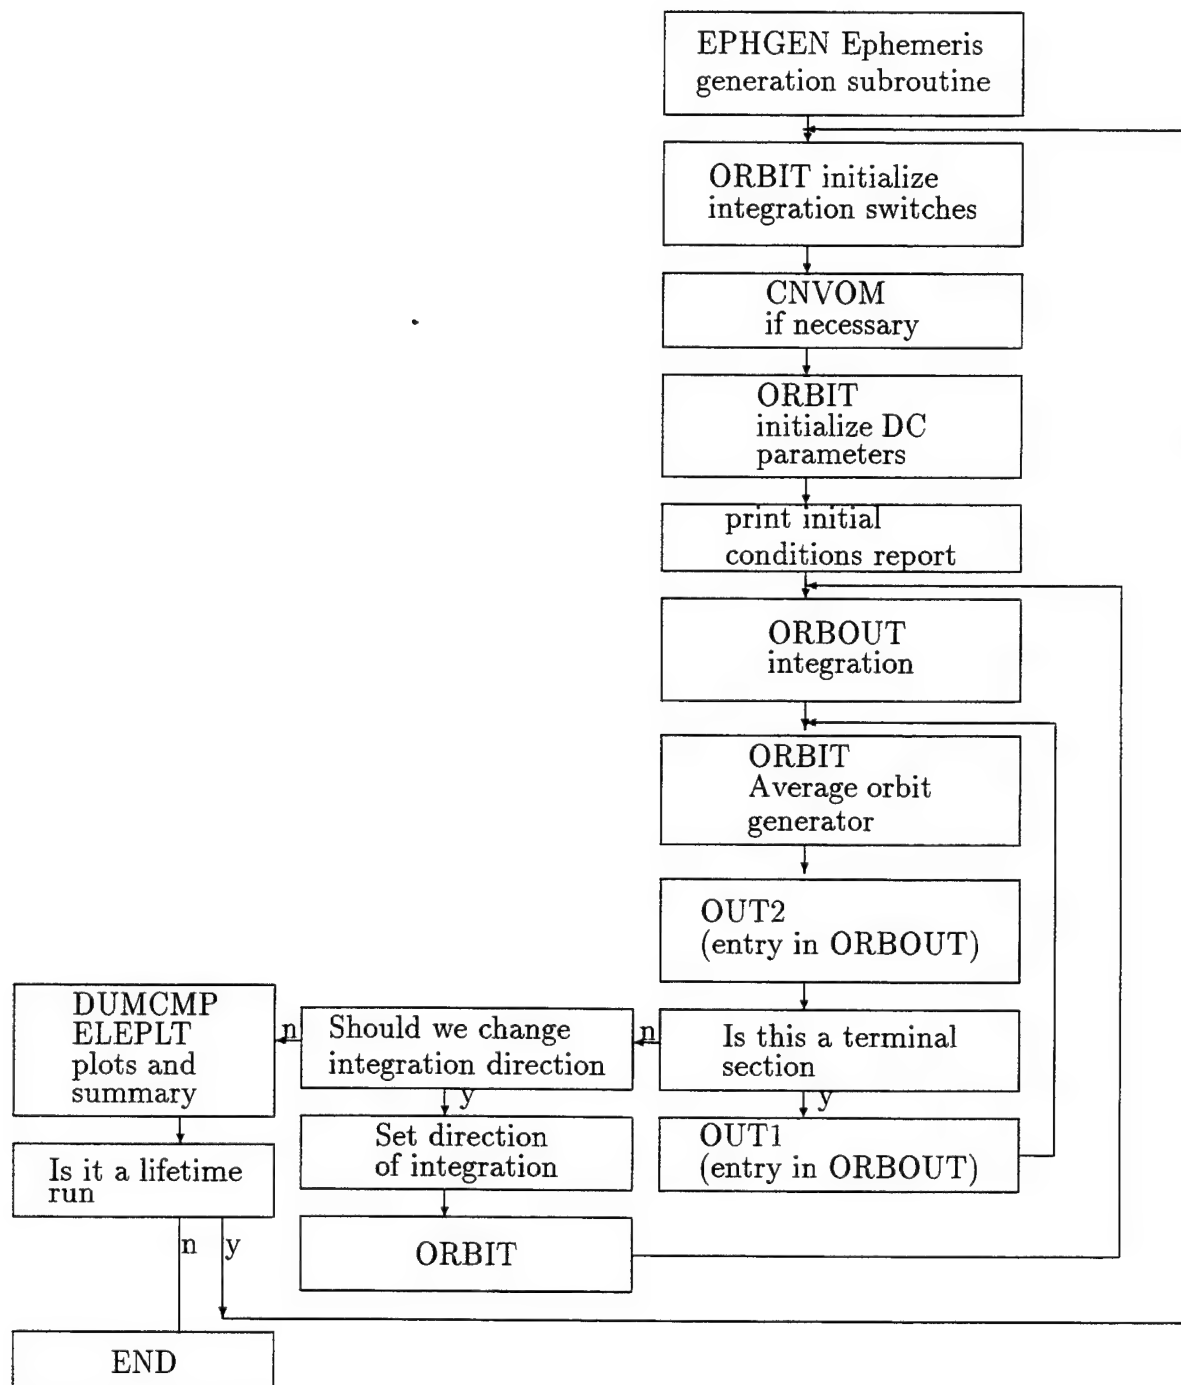 EPHGEN Ephemeris
generation subroutine
ORBIT initialize
integration switches
CNVOM
if necessary
ORBIT
initialize DC
parameters
print initial
conditions report
ORBOUT
integration
ORBIT
Average orbit
generator
OUT2
(entry in ORBOUT)
Is this a terminal
section
n
y
OUT1
(entry in ORBOUT)
Should we change
integration direction
n
y
Set direction
of integration
ORBIT
DUMCMP
ELEPLT
plots and
summary
Is it a lifetime
run
n
y
END